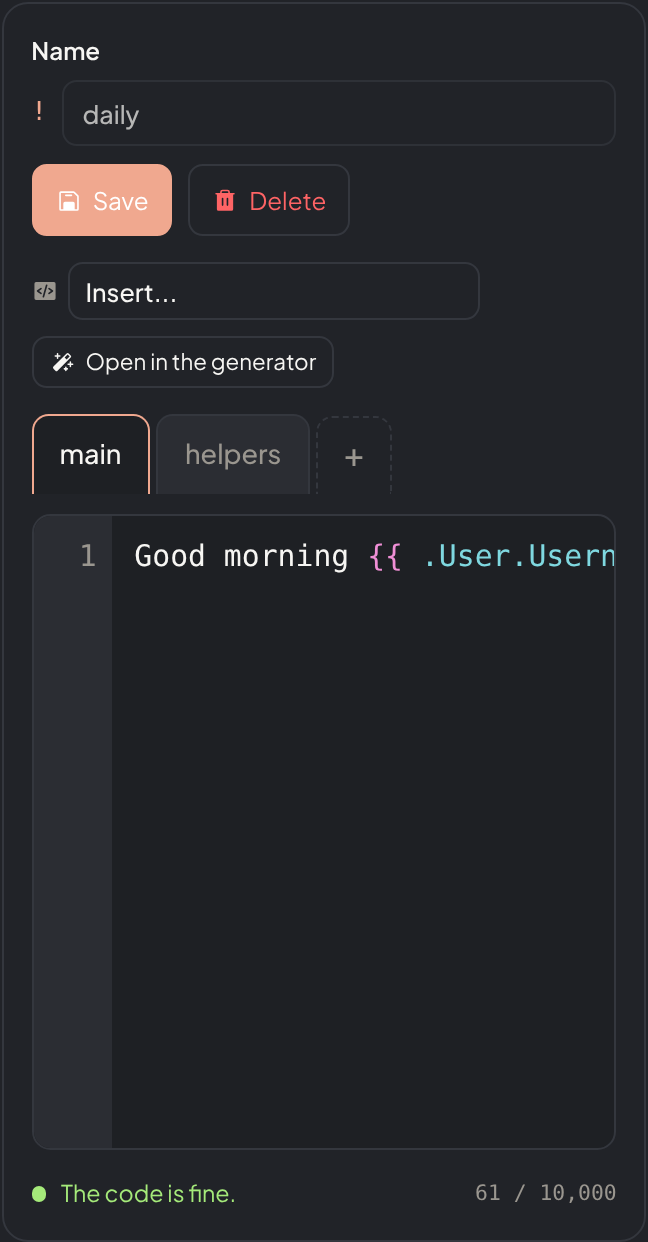 Name
! daily
Save Delete
</> Insert...
Open in the generator
main helpers +
1 Good morning {{ .User.Usern
The code is fine. 61 / 10,000